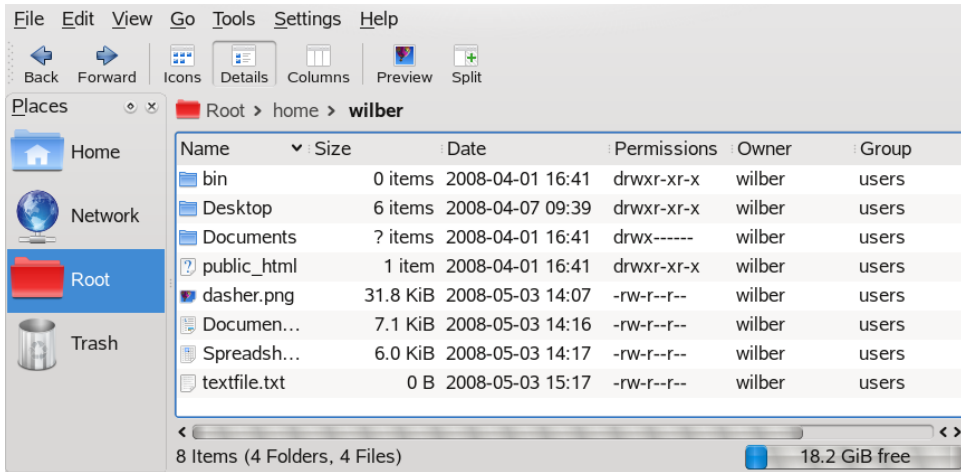 File Edit View Go Tools Settings Help
Back Forward Icons Details Columns Preview Split
Places
Root > home > wilber
Home
Network
Root
Trash
Name Size Date Permissions Owner Group
bin 0 items 2008-04-01 16:41 drwxr-xr-x wilber users
Desktop 6 items 2008-04-07 09:39 drwxr-xr-x wilber users
Documents ? items 2008-04-01 16:41 drwx------ wilber users
public_html 1 item 2008-04-01 16:41 drwxr-xr-x wilber users
dasher.png 31.8 KiB 2008-05-03 14:07 -rw-r--r-- wilber users
Documen... 7.1 KiB 2008-05-03 14:16 -rw-r--r-- wilber users
Spreadsh... 6.0 KiB 2008-05-03 14:17 -rw-r--r-- wilber users
textfile.txt 0 B 2008-05-03 15:17 -rw-r--r-- wilber users
8 Items (4 Folders, 4 Files) 18.2 GiB free